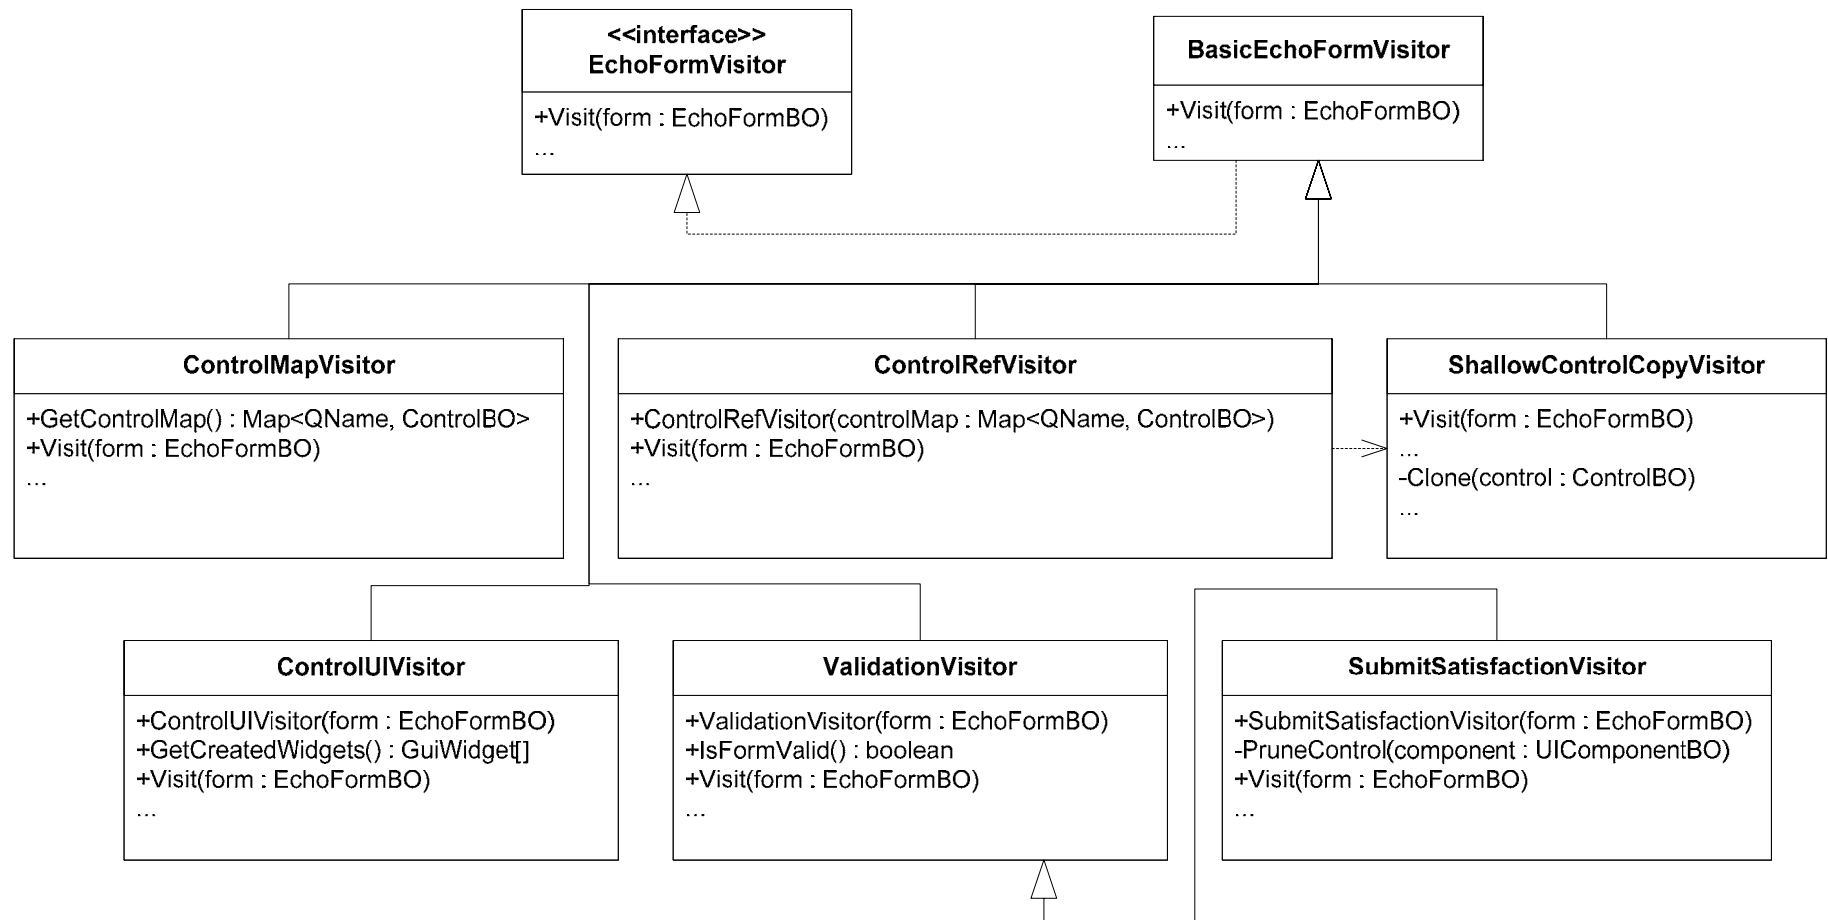 <<interface>>
EchoFormVisitor
+Visit(form : EchoFormBO)
...
BasicEchoFormVisitor
+Visit(form : EchoFormBO)
...
ControlMapVisitor
+GetControlMap() : Map<QName, ControlBO>
+Visit(form : EchoFormBO)
...
ControlRefVisitor
+ControlRefVisitor(controlMap : Map<QName, ControlBO>)
+Visit(form : EchoFormBO)
...
ShallowControlCopyVisitor
+Visit(form : EchoFormBO)
...
-Clone(control : ControlBO)
...
ControlUIVisitor
+ControlUIVisitor(form : EchoFormBO)
+GetCreatedWidgets() : GuiWidget[]
+Visit(form : EchoFormBO)
...
ValidationVisitor
+ValidationVisitor(form : EchoFormBO)
+IsFormValid() : boolean
+Visit(form : EchoFormBO)
...
SubmitSatisfactionVisitor
+SubmitSatisfactionVisitor(form : EchoFormBO)
-PruneControl(component : UIComponentBO)
+Visit(form : EchoFormBO)
...